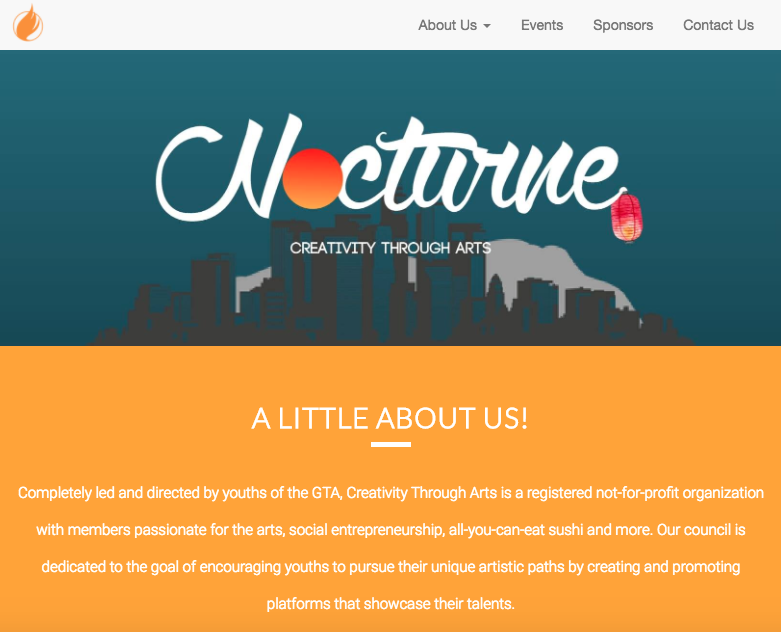 About Us
Events
Sponsors
Contact Us
Nocturne
CREATIVITY THROUGH ARTS
A LITTLE ABOUT US!
Completely led and directed by youths of the GTA, Creativity Through Arts is a registered not-for-profit organization
with members passionate for the arts, social entrepreneurship, all-you-can-eat sushi and more. Our council is
dedicated to the goal of encouraging youths to pursue their unique artistic paths by creating and promoting
platforms that showcase their talents.